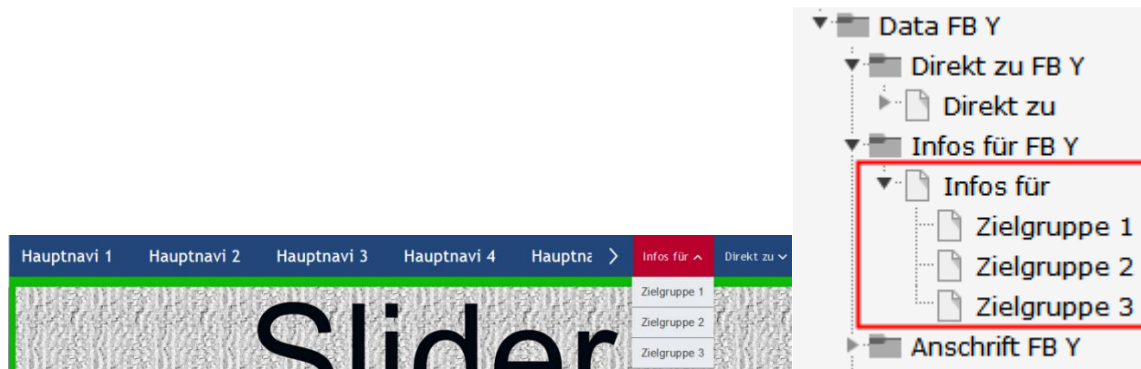 Data FB Y
Direkt zu FB Y
Direkt zu
Infos für FB Y
Infos für
Zielgruppe 1
Zielgruppe 2
Zielgruppe 3
Anschrift FB Y
Hauptnavi 1 Hauptnavi 2 Hauptnavi 3 Hauptnavi 4 Hauptna Infos für Direkt zu
Zielgruppe 1
Zielgruppe 2
Zielgruppe 3
Slider